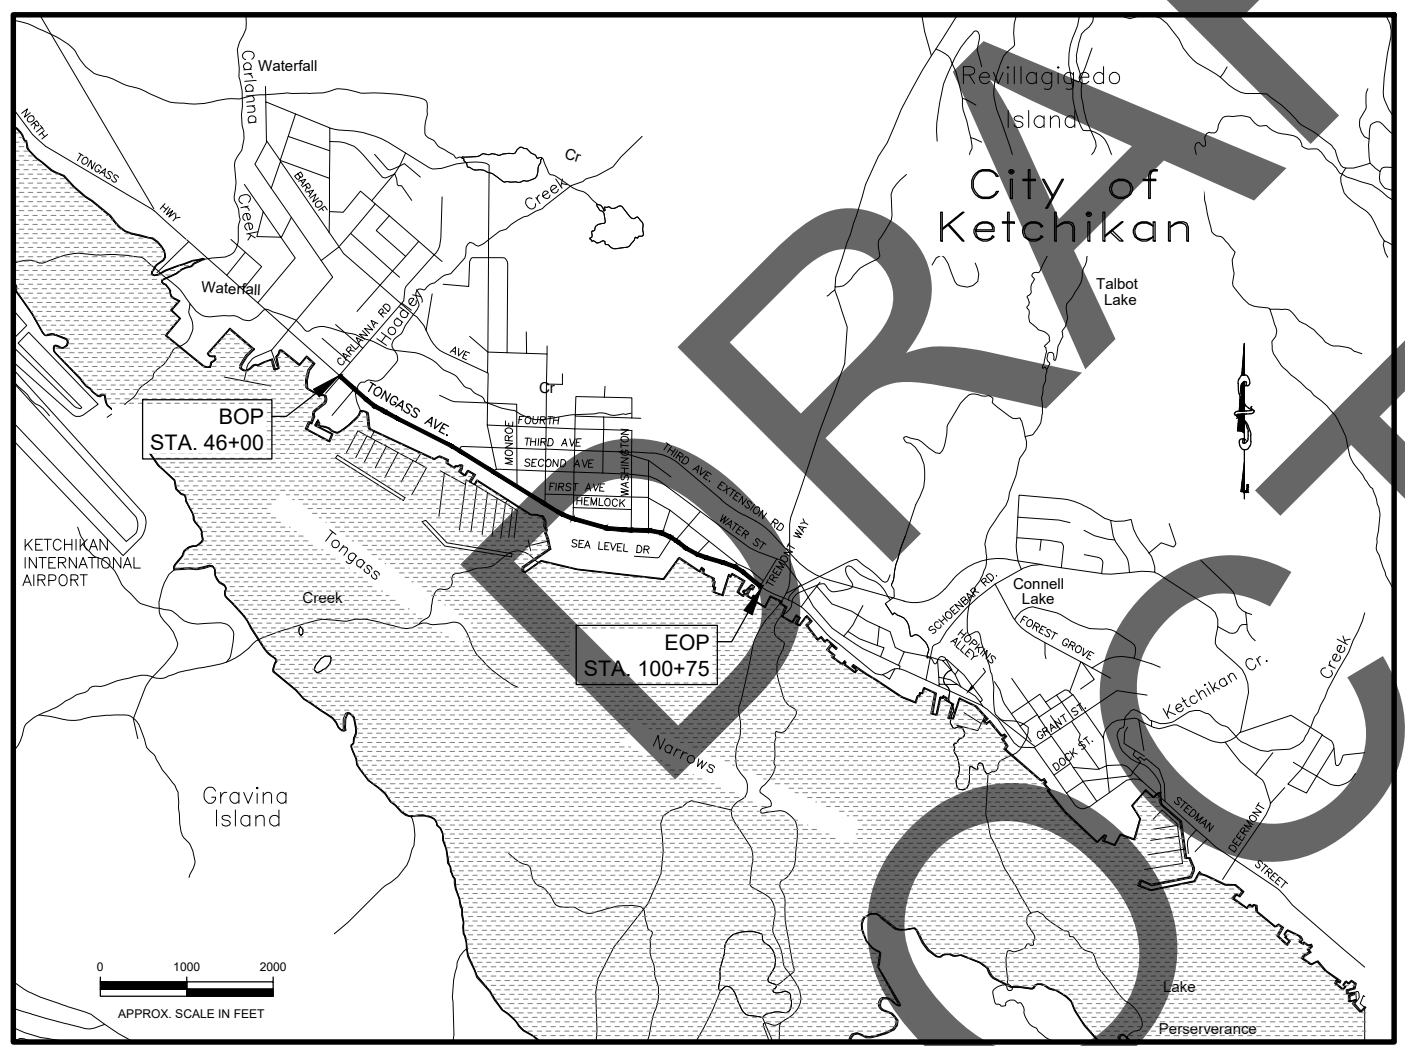 Waterfall
Carlanna
Creek
NORTH
TONGASS
HWY
BARANOF
Cr
Creek
Revillagigedo
Island
City of
Ketchikan
Talbot
Lake
Waterfall
CARLANNA RD
Hoadley
AVE
Cr
BOP
STA. 46+00
TONGASS AVE.
MONROE
FOURTH
THIRD AVE
SECOND AVE
FIRST AVE
HEMLOCK
WASHINGTON
THIRD AVE. EXTENSION RD
WATER ST
SEA LEVEL DR
TREMONT WAY
KETCHIKAN
INTERNATIONAL
AIRPORT
Tongass
Creek
Narrows
EOP
STA. 100+75
SCHOENBAR RD.
Connell
Lake
HOPKINS
ALLEY
FOREST GROVE
Ketchikan Cr.
Creek
GRANT ST.
DOCK ST.
STEDMAN
STREET
DEERMONT
Gravina
Island
0 1000 2000
APPROX. SCALE IN FEET
Lake
Perserverance
DRA
OCT